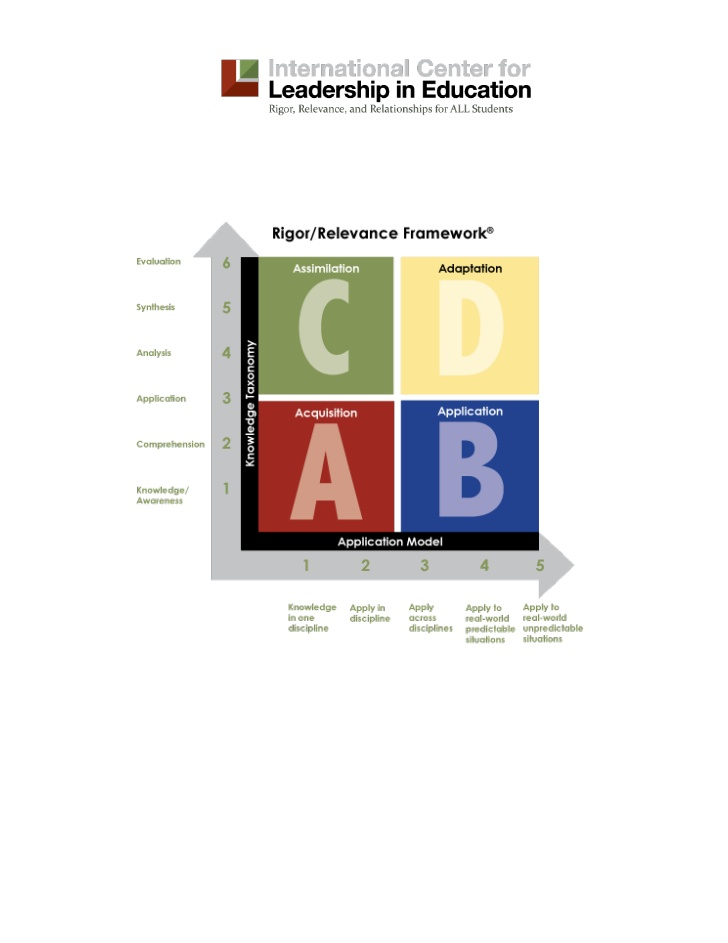 International Center for
Leadership in Education
Rigor, Relevance, and Relationships for ALL Students
Rigor/Relevance Framework®
Evaluation
6
Synthesis
5
Analysis
4
Application
3
Comprehension
2
Knowledge/
Awareness
1
Knowledge Taxonomy
Assimilation
C
Adaptation
D
Acquisition
A
Application
B
Application Model
1
2
3
4
5
Knowledge
in one
discipline
Apply in
discipline
Apply
across
disciplines
Apply to
real-world
predictable
situations
Apply to
real-world
unpredictable
situations